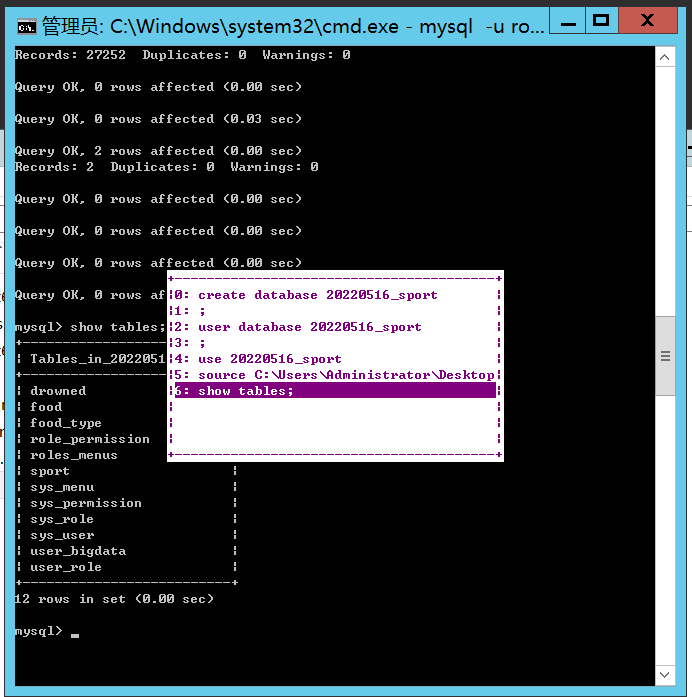 管理员: C:\Windows\system32\cmd.exe - mysql -u ro...
Records: 27252  Duplicates: 0  Warnings: 0
Query OK, 0 rows affected (0.00 sec)
Query OK, 0 rows affected (0.03 sec)
Query OK, 2 rows affected (0.00 sec)
Records: 2  Duplicates: 0  Warnings: 0
Query OK, 0 rows affected (0.00 sec)
Query OK, 0 rows affected (0.00 sec)
Query OK, 0 rows affected (0.00 sec)
Query OK, 0 rows af
mysql> show tables;
Tables_in_2022051
drowned
food
food_type
role_permission
roles_menus
sport
sys_menu
sys_permission
sys_role
sys_user
user_bigdata
user_role
12 rows in set (0.00 sec)
mysql>
0: create database 20220516_sport
1: ;
2: user database 20220516_sport
3: ;
4: use 20220516_sport
5: source C:\Users\Administrator\Desktop
6: show tables;